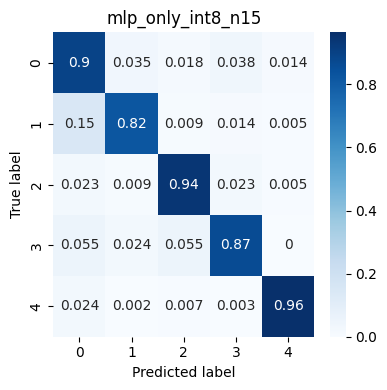 mlp_only_int8_n15
0 0.9 0.035 0.018 0.038 0.014
1 0.15 0.82 0.009 0.014 0.005
2 0.023 0.009 0.94 0.023 0.005
3 0.055 0.024 0.055 0.87 0
4 0.024 0.002 0.007 0.003 0.96
0 1 2 3 4
True label
Predicted label
0.8
0.6
0.4
0.2
0.0